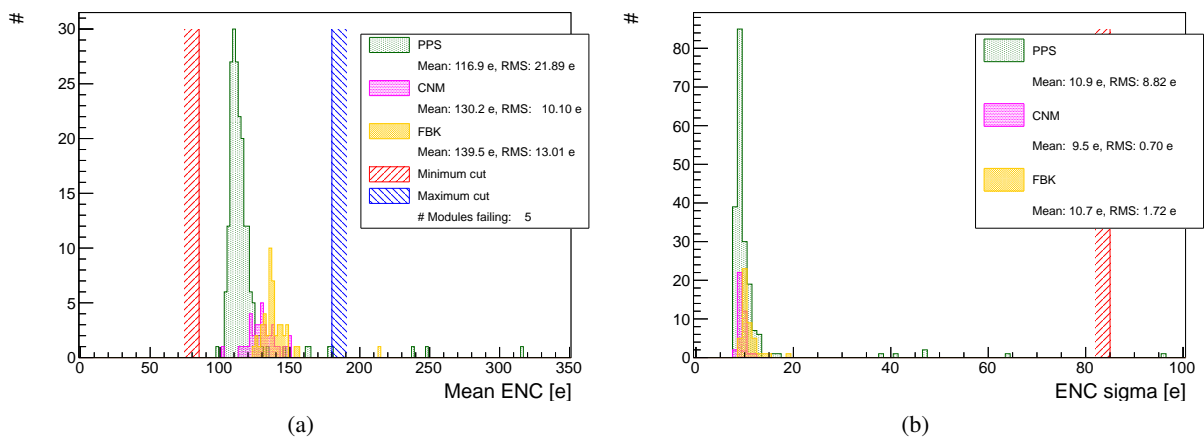 #
30
25
20
15
10
5
0
0 50 100 150 200 250 300 350
Mean ENC [e]
PPS
Mean: 116.9 e, RMS: 21.89 e
CNM
Mean: 130.2 e, RMS: 10.10 e
FBK
Mean: 139.5 e, RMS: 13.01 e
Minimum cut
Maximum cut
# Modules failing: 5
(a)
#
80
70
60
50
40
30
20
10
0
0 20 40 60 80 100
ENC sigma [e]
PPS
Mean: 10.9 e, RMS: 8.82 e
CNM
Mean: 9.5 e, RMS: 0.70 e
FBK
Mean: 10.7 e, RMS: 1.72 e
(b)